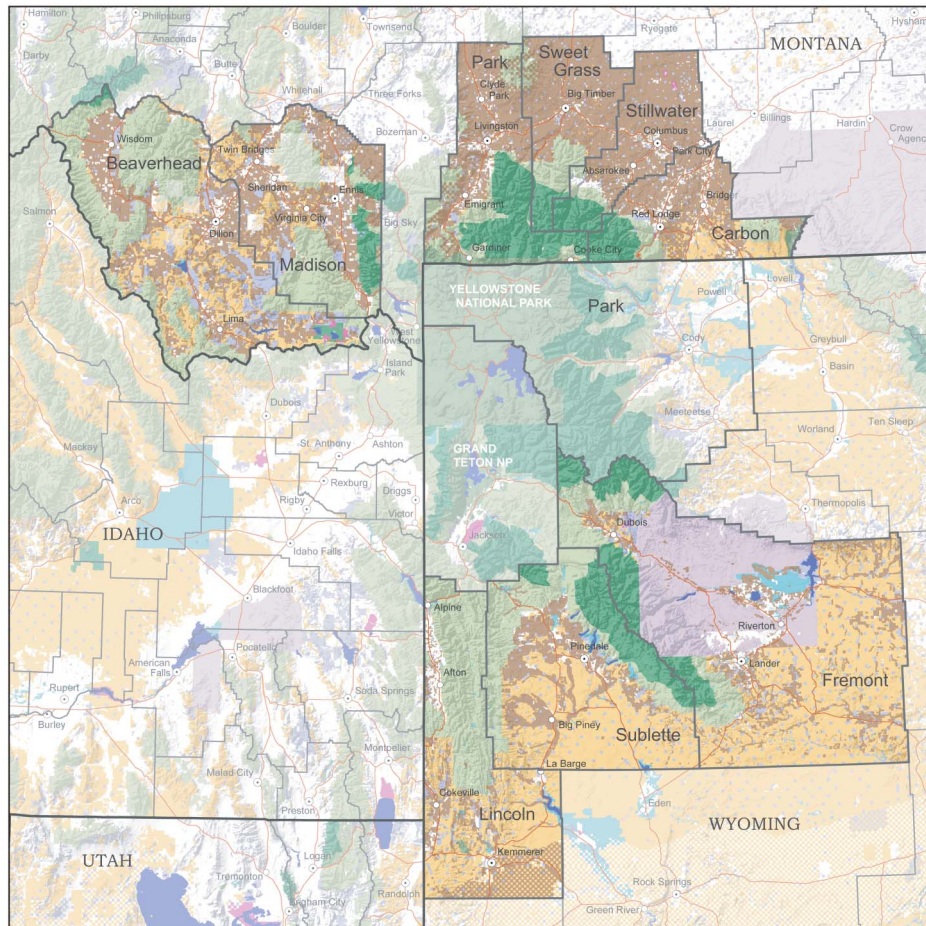 Hamilton
Philipsburg
Boulder
Townsend
Ryegate
Hysham
MONTANA
Anaconda
Darby
Butte
Park
Sweet
Grass
Whitehall
Three Forks
Clyde
Park
Big Timber
Stillwater
Billings
Bozeman
Laurel
Hardin
Crow
Agency
Wisdom
Livingston
Columbus
Park City
Twin Bridges
Beaverhead
Absarokee
Sheridan
Ennis
Bridger
Salmon
Virginia City
Emigrant
Red Lodge
Big Sky
Dillon
Carbon
Gardiner
Cooke City
Madison
Lovell
YELLOWSTONE
NATIONAL PARK
Park
Powell
Lima
West
Yellowstone
Cody
Greybull
Island
Park
Basin
Dubois
Meeteetse
Ten Sleep
Mackay
St. Anthony
Ashton
Worland
GRAND
TETON NP
Rexburg
Rigby
Driggs
Thermopolis
Arco
Victor
Dubois
IDAHO
Idaho Falls
Jackson
Blackfoot
Alpine
Riverton
American
Falls
Pocatello
Pinedale
Lander
Afton
Fremont
Rupert
Soda Springs
Burley
Big Piney
Sublette
Montpelier
La Barge
Malad City
Cokeville
Preston
Lincoln
Eden
WYOMING
UTAH
Kemmerer
Logan
Tremonton
Rock Springs
Randolph
Brigham City
Green River